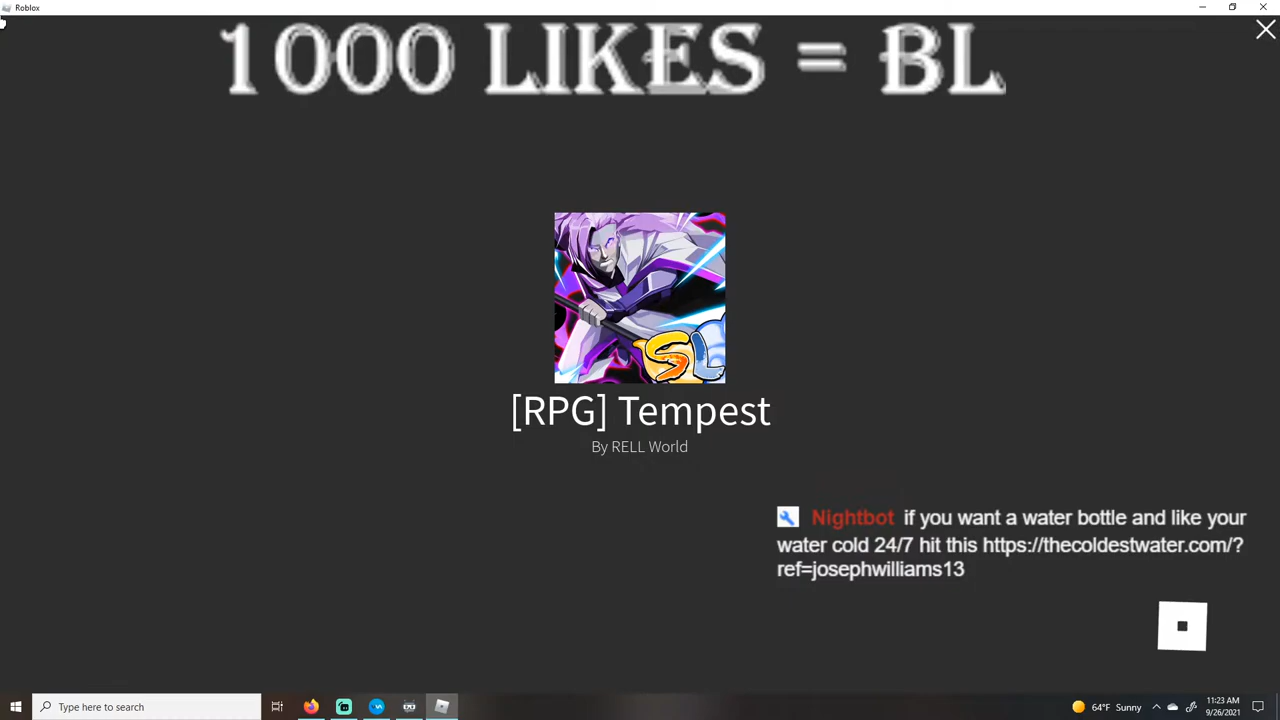 Roblox
1000 LIKES = BL
SL
[RPG] Tempest
By RELL World
Nightbot if you want a water bottle and like your
water cold 24/7 hit this https://thecoldestwater.com/?
ref=josephwilliams13
Type here to search
64°F Sunny
11:23 AM
9/26/2021